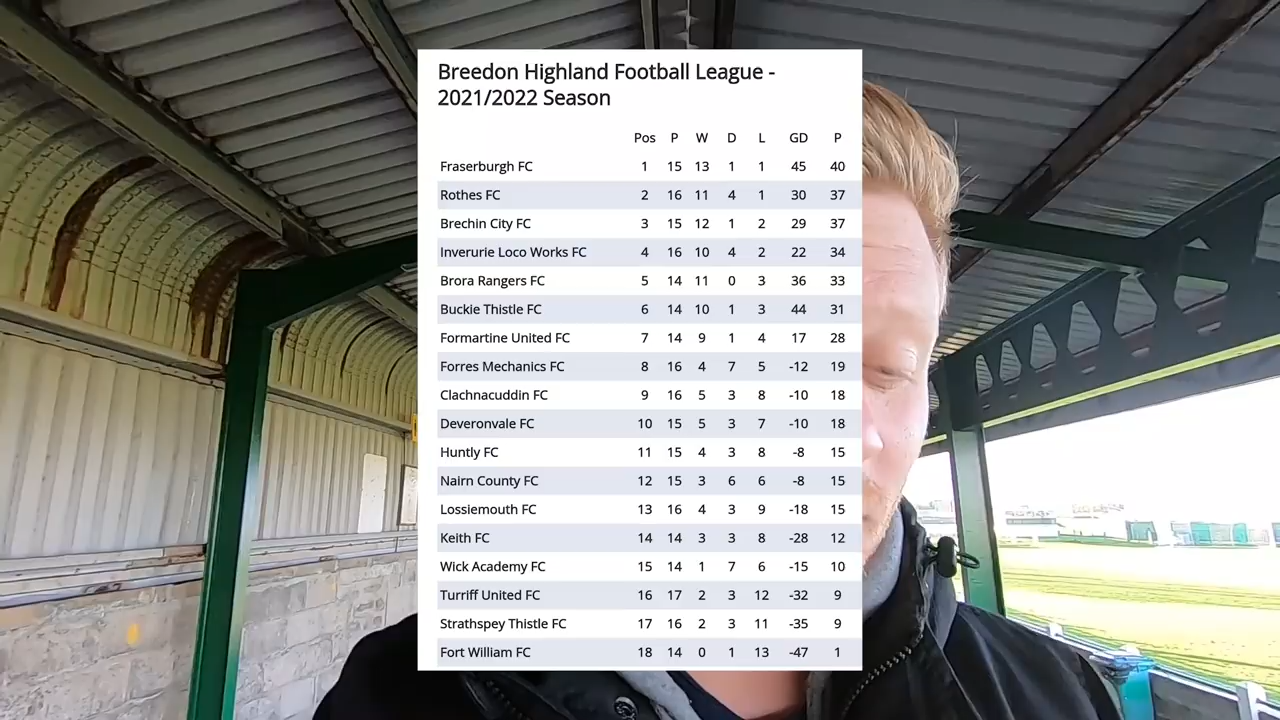 Breedon Highland Football League -
2021/2022 Season
Pos P W D L GD P
Fraserburgh FC 1 15 13 1 1 45 40
Rothes FC 2 16 11 4 1 30 37
Brechin City FC 3 15 12 1 2 29 37
Inverurie Loco Works FC 4 16 10 4 2 22 34
Brora Rangers FC 5 14 11 0 3 36 33
Buckie Thistle FC 6 14 10 1 3 44 31
Formartine United FC 7 14 9 1 4 17 28
Forres Mechanics FC 8 16 4 7 5 -12 19
Clachnacuddin FC 9 16 5 3 8 -10 18
Deveronvale FC 10 15 5 3 7 -10 18
Huntly FC 11 15 4 3 8 -8 15
Nairn County FC 12 15 3 6 6 -8 15
Lossiemouth FC 13 16 4 3 9 -18 15
Keith FC 14 14 3 3 8 -28 12
Wick Academy FC 15 14 1 7 6 -15 10
Turriff United FC 16 17 2 3 12 -32 9
Strathspey Thistle FC 17 16 2 3 11 -35 9
Fort William FC 18 14 0 1 13 -47 1